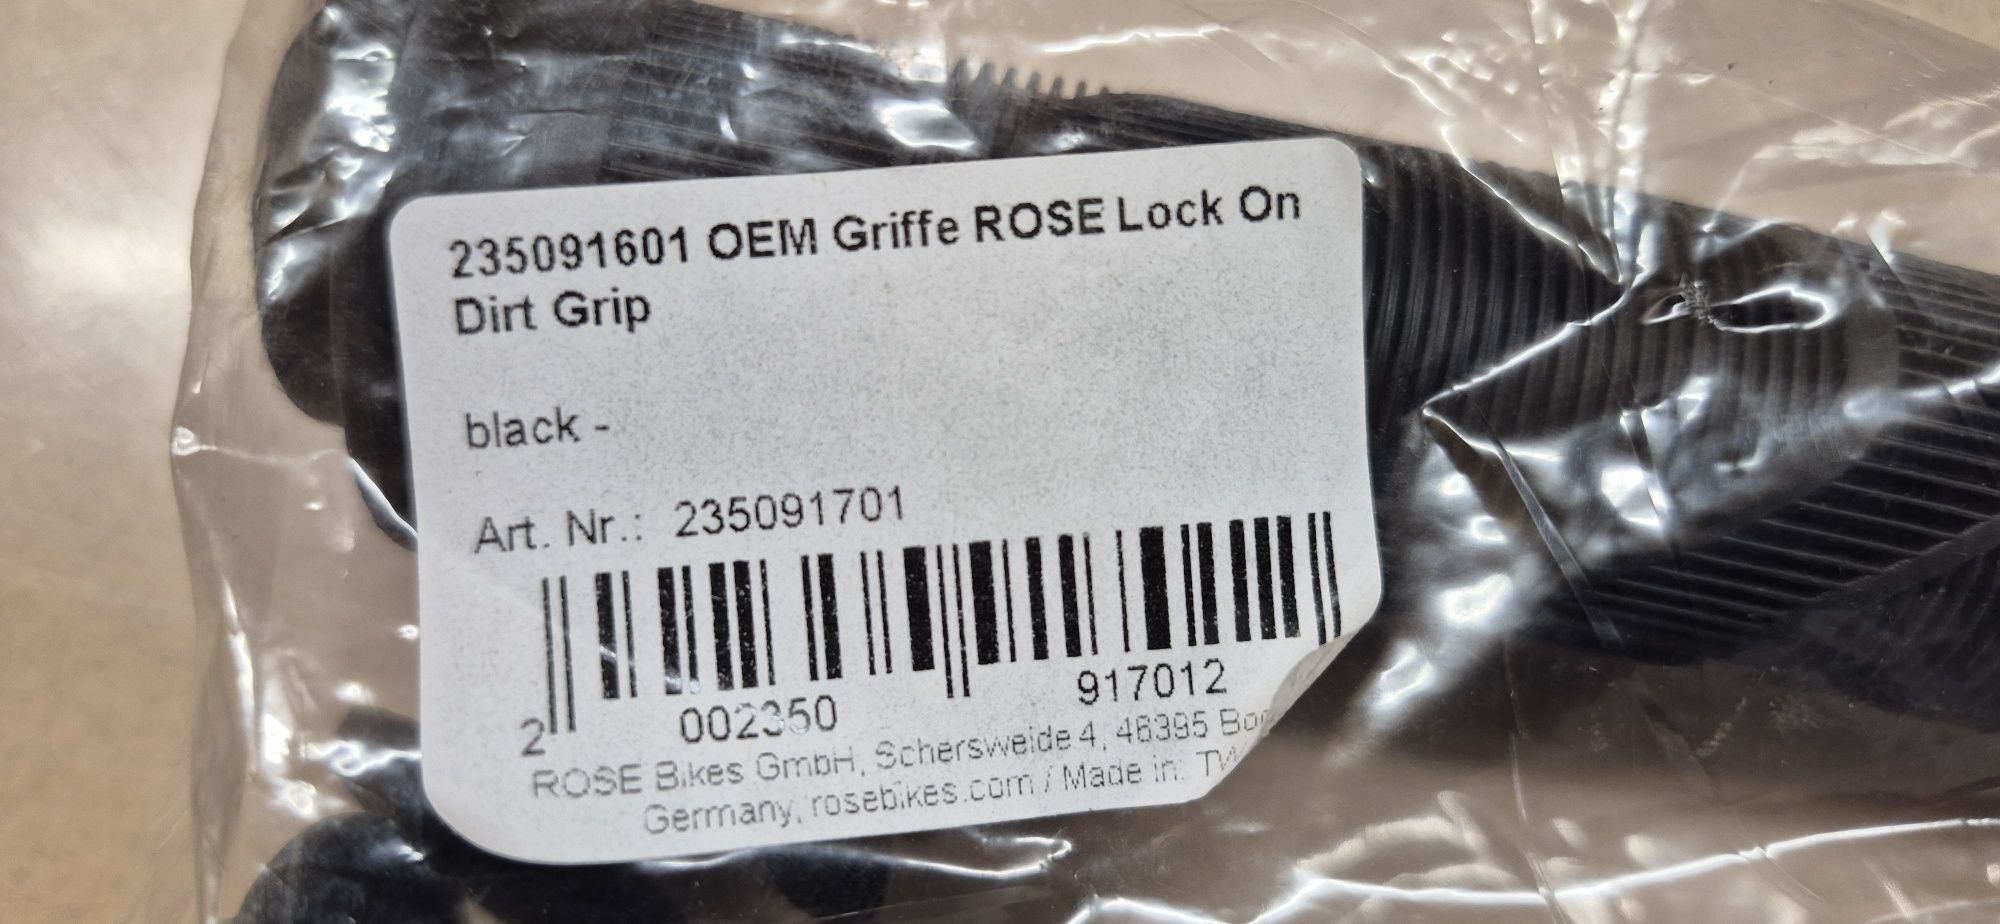 235091601 OEM Griffe ROSE Lock On
Dirt Grip
black -
Art. Nr.: 235091701
2 002350 917012
ROSE Bikes GmbH, Schersweide 4, 46395
Germany, rosebikes.com / Made in: TW